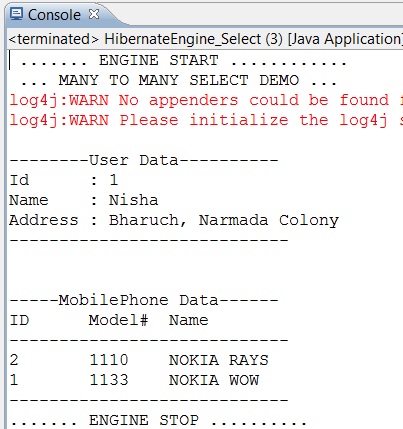 Console
<terminated> HibernateEngine_Select (3) [Java Application]
....... ENGINE START ............
... MANY TO MANY SELECT DEMO ...
log4j:WARN No appenders could be found
log4j:WARN Please initialize the log4j
--------User Data----------
Id : 1
Name : Nisha
Address : Bharuch, Narmada Colony
----------------------------
-----MobilePhone Data------
ID Model# Name
----------------------------
2 1110 NOKIA RAYS
1 1133 NOKIA WOW
----------------------------
....... ENGINE STOP ..........